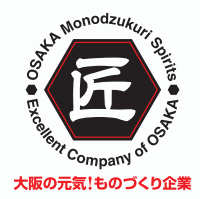 OSAKA Monodzukuri Spirits
匠
Excellent Company of OSAKA
大阪の元気!ものづくり企業